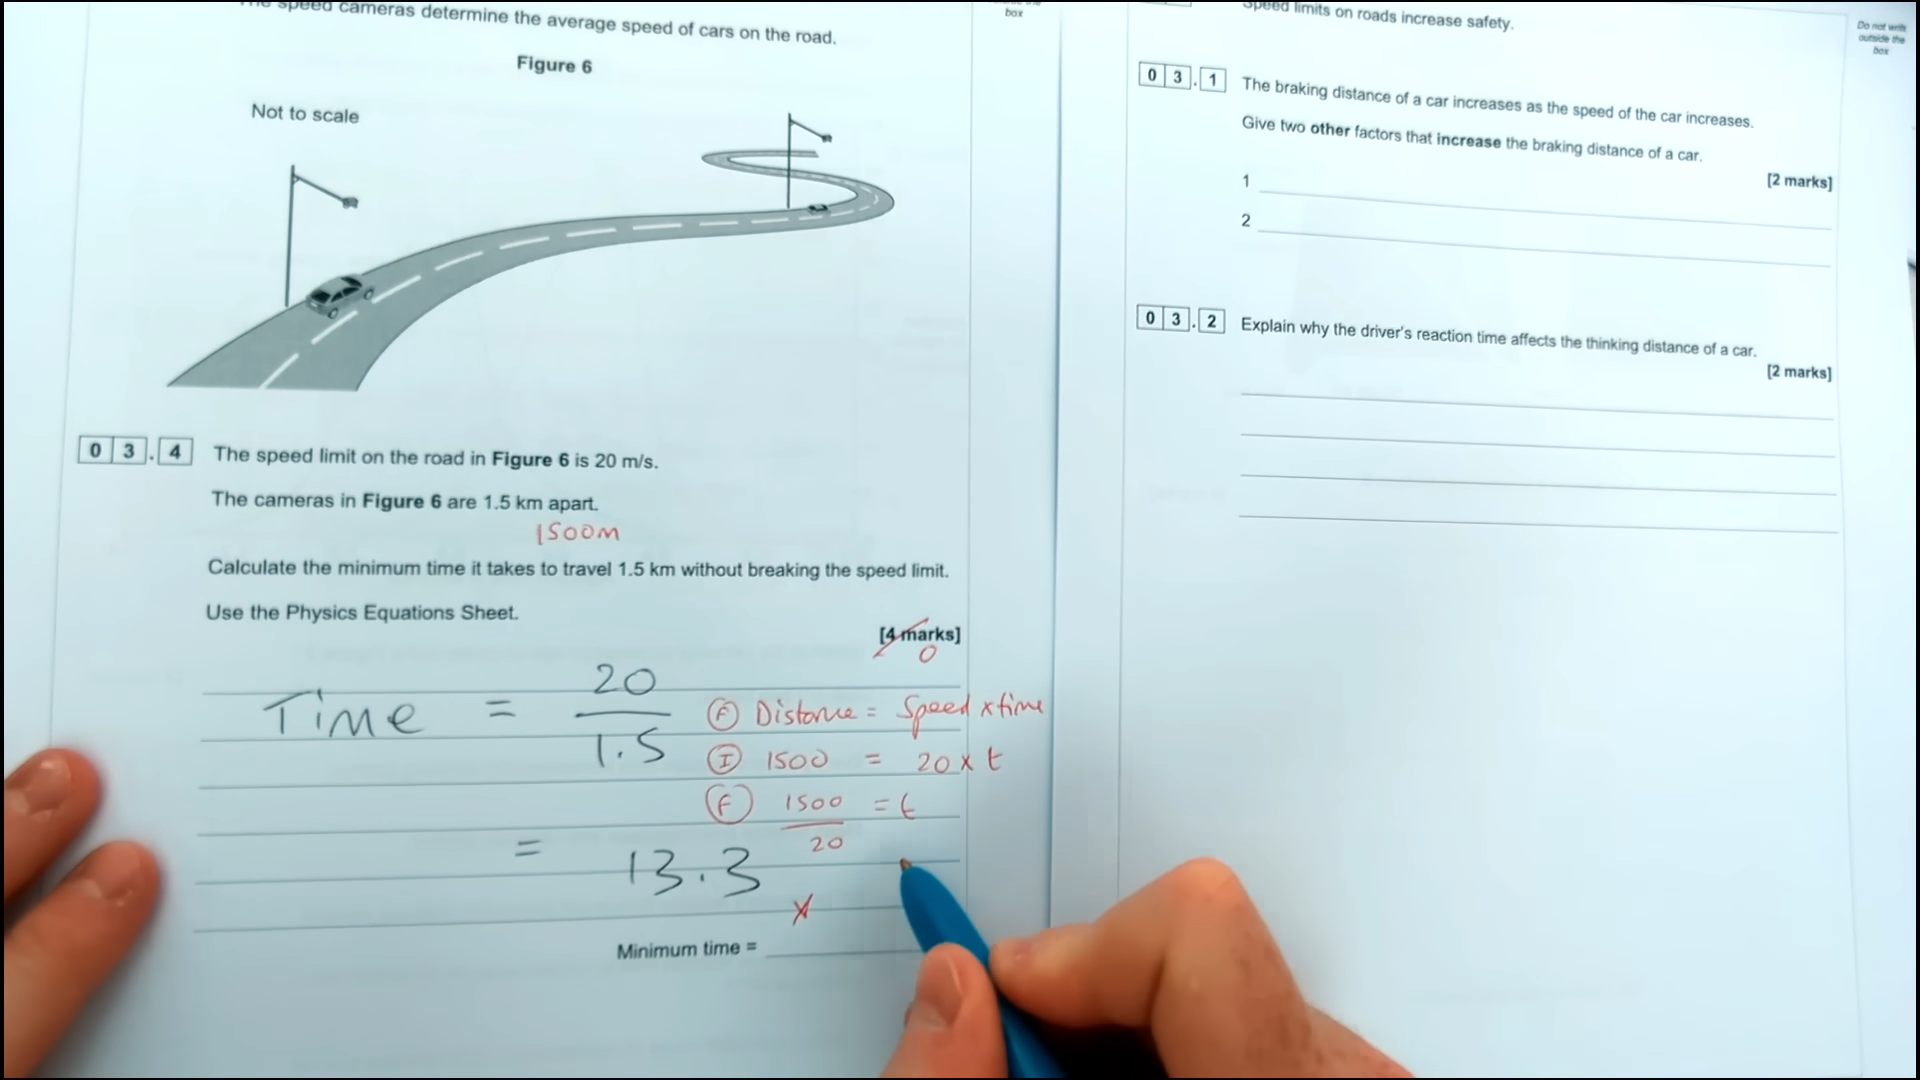 speed cameras determine the average speed of cars on the road.
Figure 6
Not to scale
0 3 . 4 The speed limit on the road in Figure 6 is 20 m/s.
The cameras in Figure 6 are 1.5 km apart.
1500m
Calculate the minimum time it takes to travel 1.5 km without breaking the speed limit.
Use the Physics Equations Sheet.
[4 marks]
0
Time = 20
1.5
= 13.3
F Distance = Speed x time
I 1500 = 20 x t
F 1500 = t
20
x
Minimum time =
box
Speed limits on roads increase safety.
Do not write
outside the
box
0 3 . 1 The braking distance of a car increases as the speed of the car increases.
Give two other factors that increase the braking distance of a car.
[2 marks]
1
2
0 3 . 2 Explain why the driver's reaction time affects the thinking distance of a car.
[2 marks]